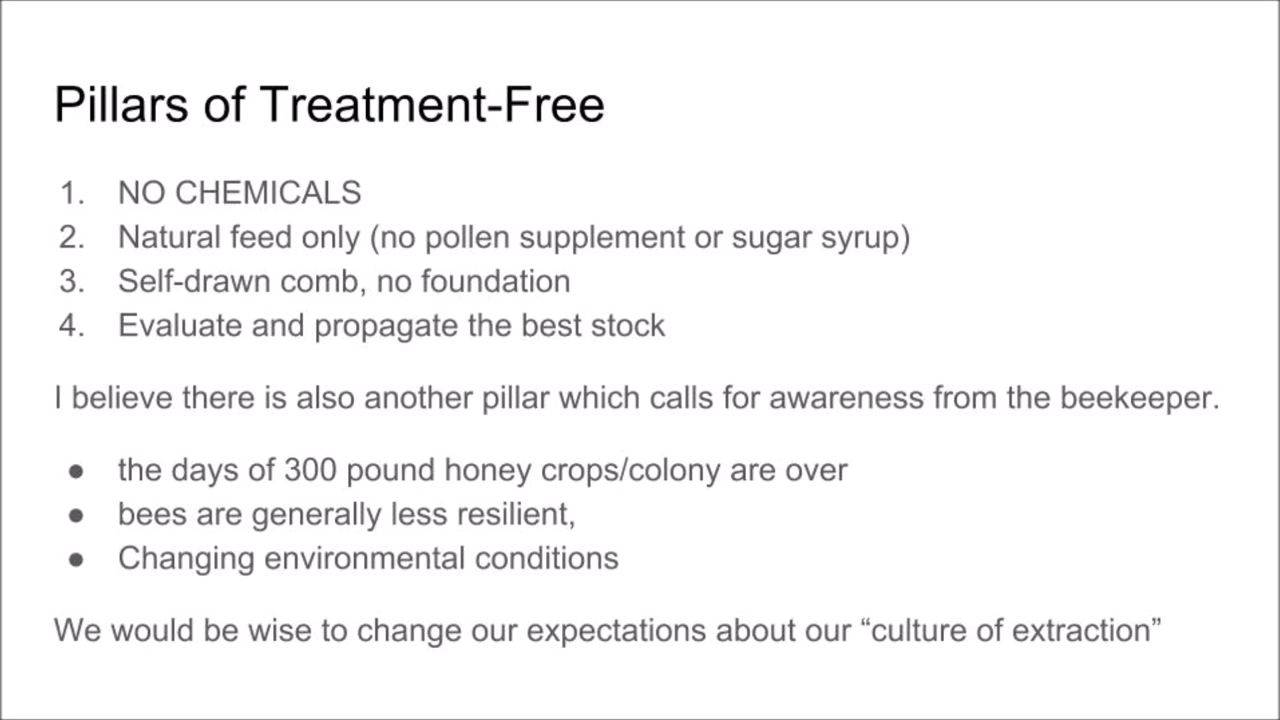 Pillars of Treatment-Free
1. NO CHEMICALS
2. Natural feed only (no pollen supplement or sugar syrup)
3. Self-drawn comb, no foundation
4. Evaluate and propagate the best stock
I believe there is also another pillar which calls for awareness from the beekeeper.
● the days of 300 pound honey crops/colony are over
● bees are generally less resilient,
● Changing environmental conditions
We would be wise to change our expectations about our “culture of extraction”